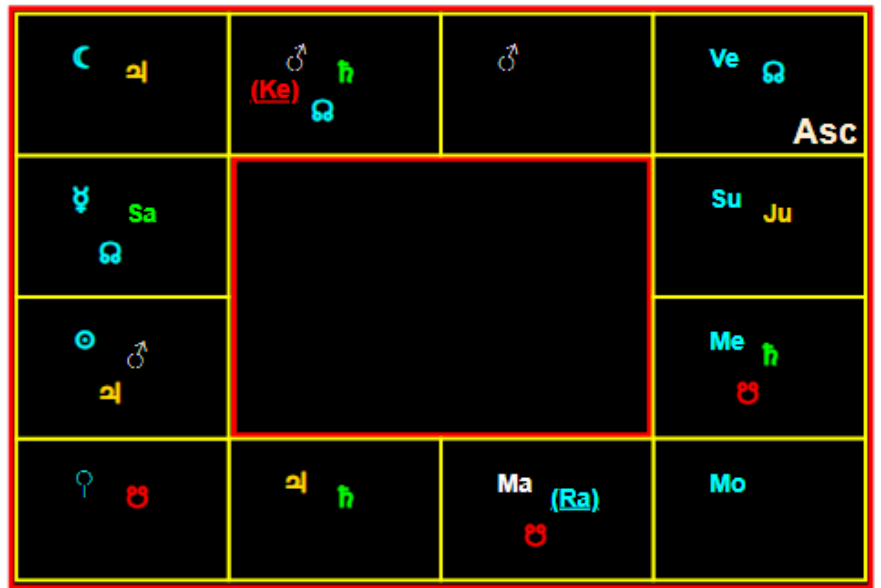 ☾ ♃
♂ ♄
(Ke)
☊
♂
Ve ☊
Asc
☿ Sa
☊
Su Ju
☉ ♂
♃
Me ♄
☋
♀ ☋
♃ ♄
Ma (Ra)
☋
Mo